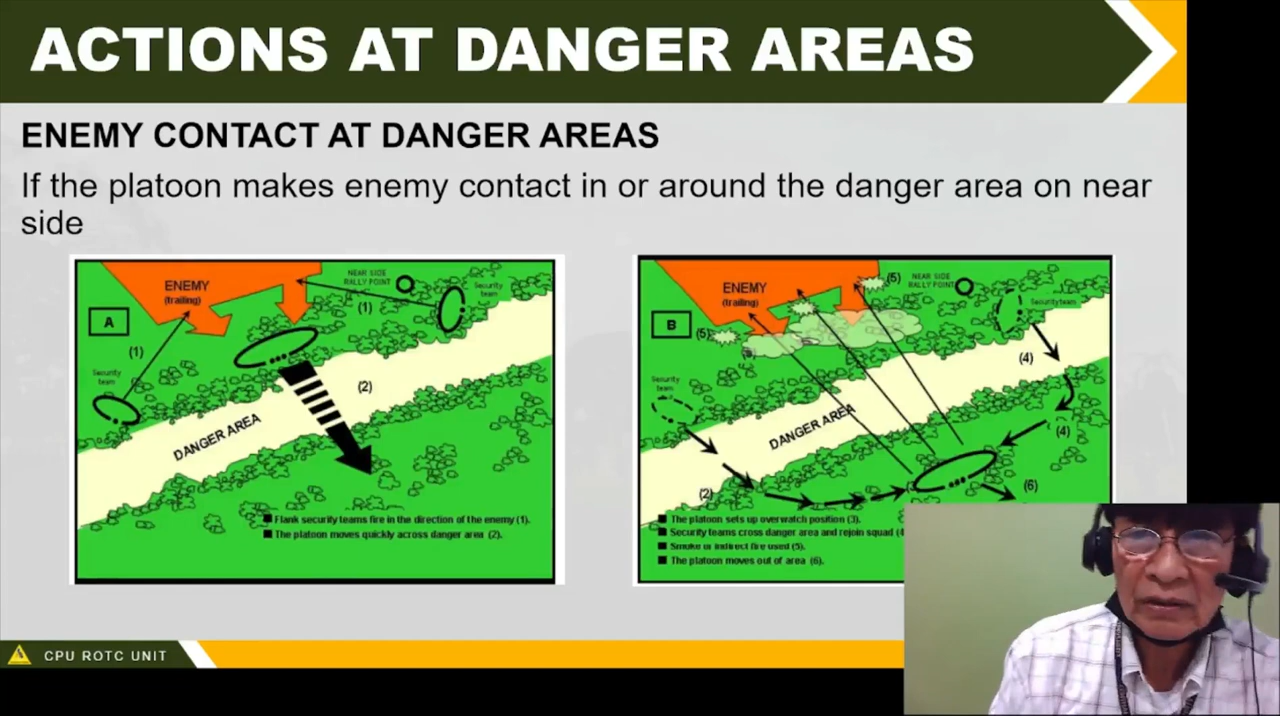 ACTIONS AT DANGER AREAS
ENEMY CONTACT AT DANGER AREAS
If the platoon makes enemy contact in or around the danger area on near
side
ENEMY
(trailing)
NEAR SIDE
RALLY POINT
(1)
Security
team
A
(1)
Security
team
(2)
DANGER AREA
Flank security teams fire in the direction of the enemy (1).
The platoon moves quickly across danger area (2).
ENEMY
(trailing)
(5)
NEAR SIDE
RALLY POINT
Security team
B
(5)
(4)
Security
team
DANGER AREA
(4)
(2)
(6)
The platoon sets up overwatch position (3).
Security teams cross danger area and rejoin squad (4
Smoke or indirect fire used (5).
The platoon moves out of area (6).
CPU ROTC UNIT